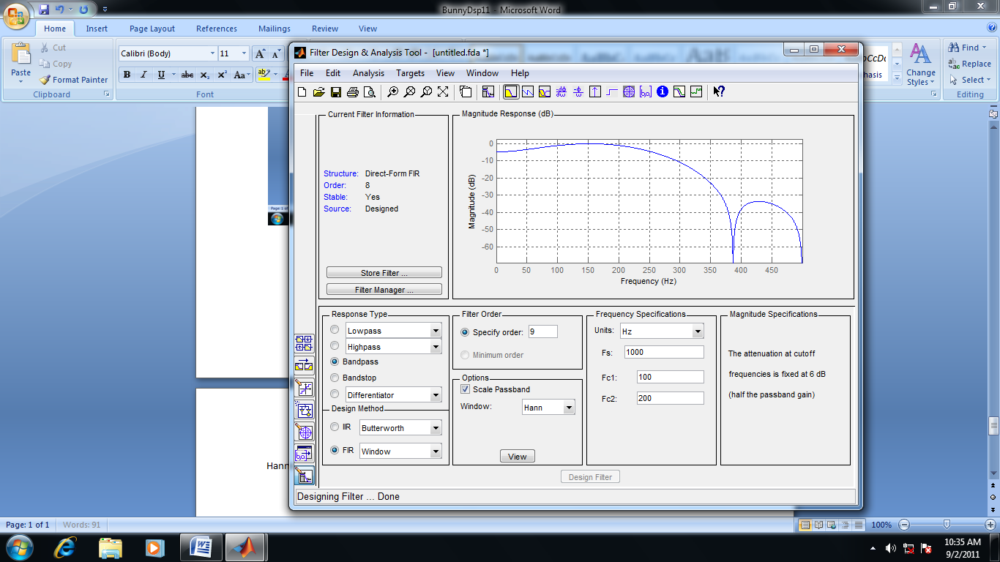 BunnyDsp11 - Microsoft Word
Home Insert Page Layout References Mailings Review View
Paste
Cut
Copy
Format Painter
Clipboard
Calibri (Body) 11
B I U abc X₂ X² Aa
Font
Change
Styles
Find
Replace
Select
Editing
Filter Design & Analysis Tool - [untitled.fda *]
File Edit Analysis Targets View Window Help
Current Filter Information
Structure: Direct-Form FIR
Order: 8
Stable: Yes
Source: Designed
Store Filter ...
Filter Manager ...
Magnitude Response (dB)
0
-10
-20
-30
-40
-50
-60
Magnitude (dB)
0 50 100 150 200 250 300 350 400 450
Frequency (Hz)
Response Type
Lowpass
Highpass
Bandpass
Bandstop
Differentiator
Design Method
IIR Butterworth
FIR Window
Filter Order
Specify order: 9
Minimum order
Options
Scale Passband
Window: Hann
View
Frequency Specifications
Units: Hz
Fs: 1000
Fc1: 100
Fc2: 200
Magnitude Specifications
The attenuation at cutoff
frequencies is fixed at 6 dB
(half the passband gain)
Design Filter
Designing Filter ... Done
Page: 1 of
Hann
Page: 1 of 1 Words: 91
100%
10:35 AM
9/2/2011